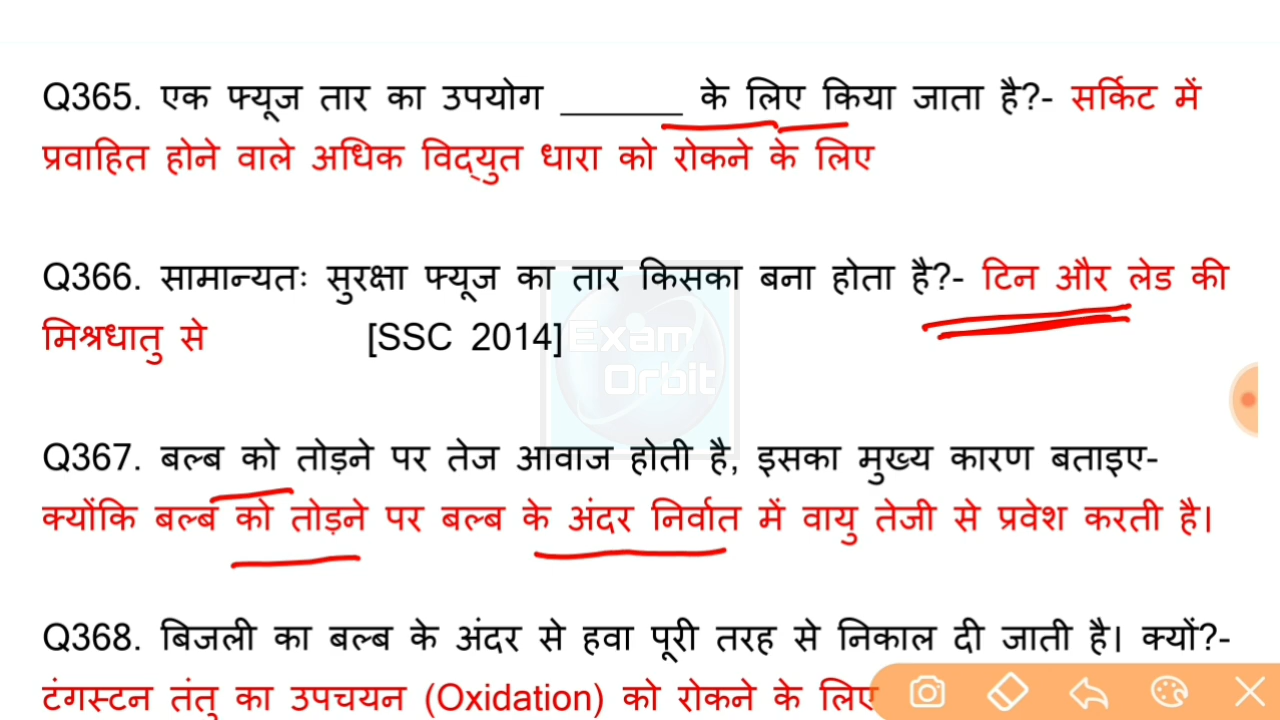 Q365. एक फ्यूज तार का उपयोग _______ के लिए किया जाता है?- सर्किट में
प्रवाहित होने वाले अधिक विद्युत धारा को रोकने के लिए
Q366. सामान्यतः सुरक्षा फ्यूज का तार किसका बना होता है?- टिन और लेड की
मिश्रधातु से [SSC 2014]
Exam
Orbit
Q367. बल्ब को तोड़ने पर तेज आवाज होती है, इसका मुख्य कारण बताइए-
क्योंकि बल्ब को तोड़ने पर बल्ब के अंदर निर्वात में वायु तेजी से प्रवेश करती है।
Q368. बिजली का बल्ब के अंदर से हवा पूरी तरह से निकाल दी जाती है। क्यों?-
टंगस्टन तंतु का उपचयन (Oxidation) को रोकने के लिए